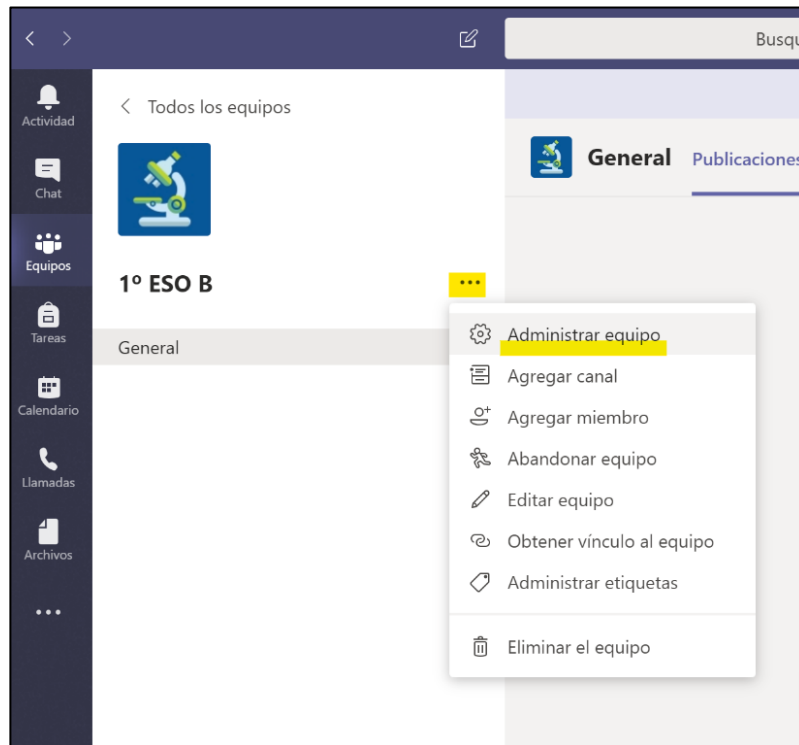 Busqu
Actividad
Chat
Equipos
Tareas
Calendario
Llamadas
Archivos
Todos los equipos
1º ESO B
General
General Publicaciones
Administrar equipo
Agregar canal
Agregar miembro
Abandonar equipo
Editar equipo
Obtener vínculo al equipo
Administrar etiquetas
Eliminar el equipo